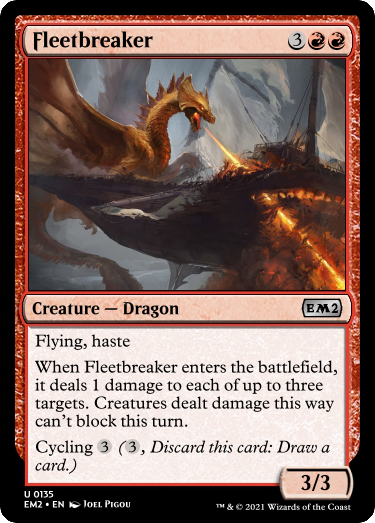 Fleetbreaker 3
Creature — Dragon EM2
Flying, haste
When Fleetbreaker enters the battlefield,
it deals 1 damage to each of up to three
targets. Creatures dealt damage this way
can't block this turn.
Cycling 3 (3, Discard this card: Draw a
card.)
3/3
U 0135
EM2 • EN Joel Pigou
™ & © 2021 Wizards of the Coast